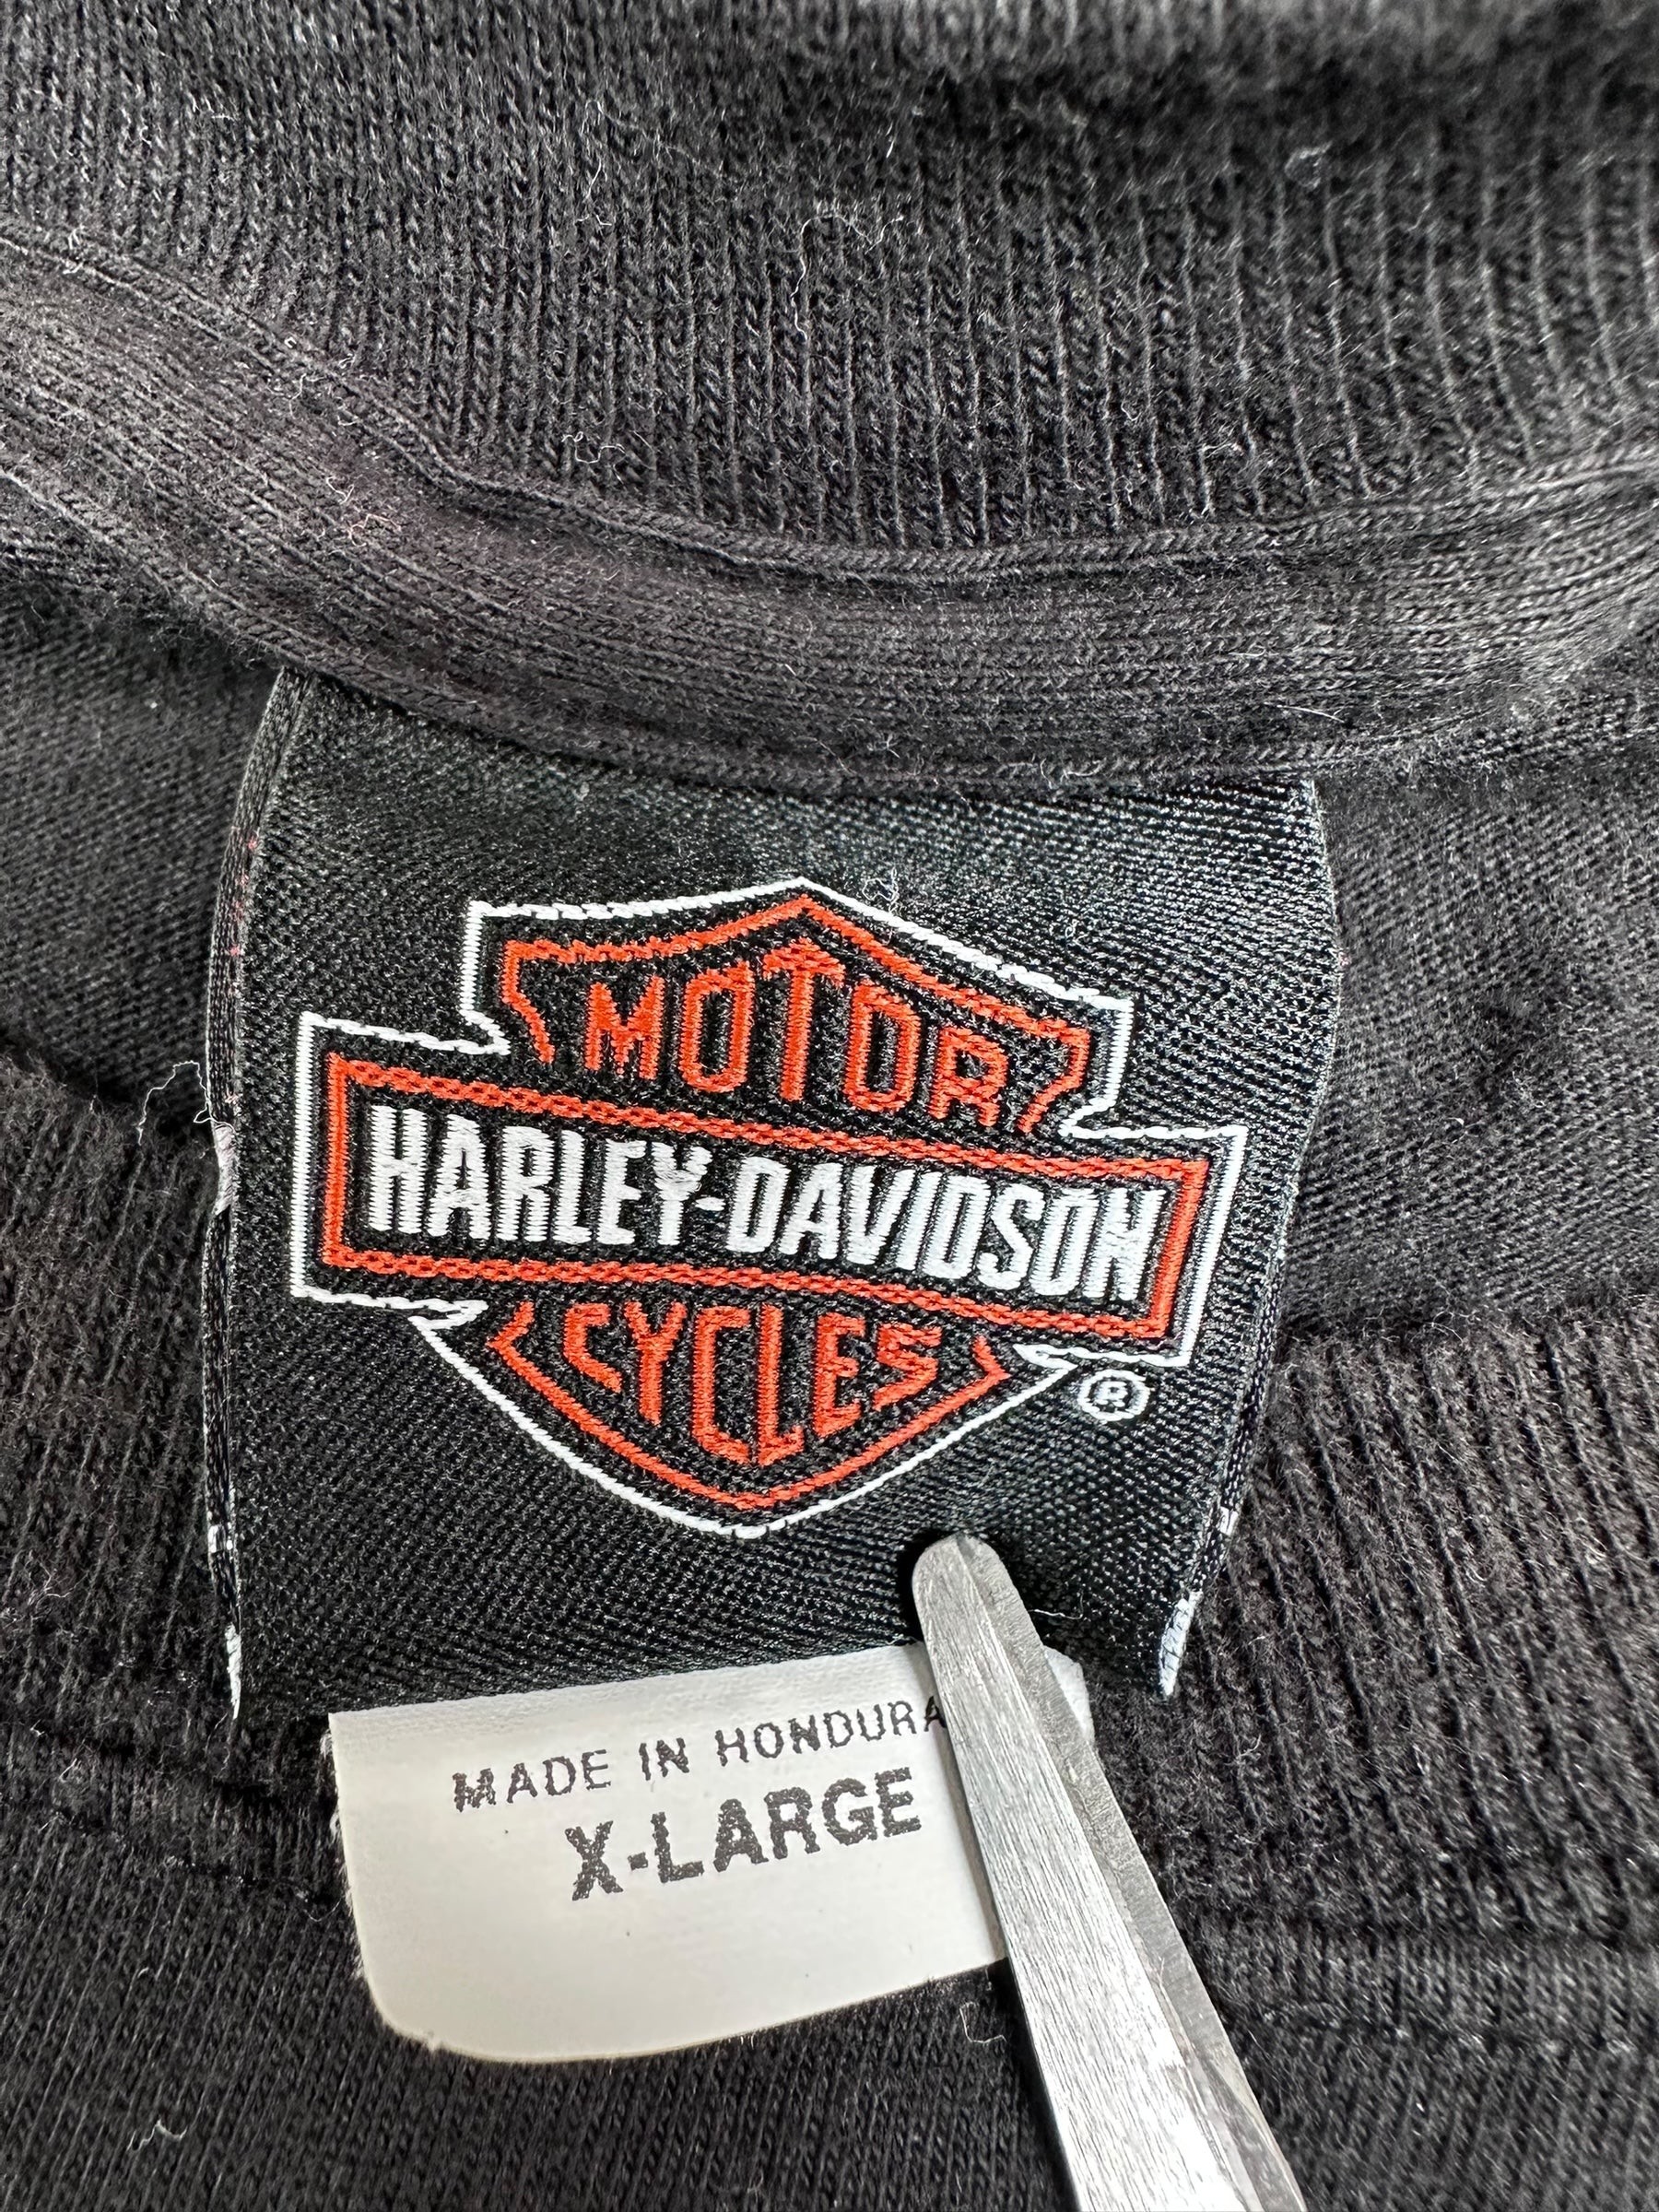 MOTOR
HARLEY-DAVIDSON
CYCLES
®
MADE IN HONDURA
X-LARGE